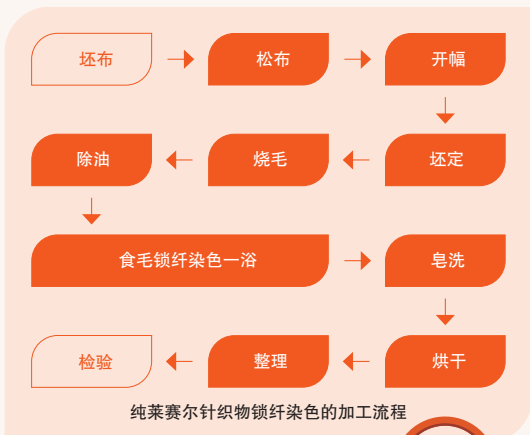 坯布
松布
开幅
坯定
烧毛
除油
食毛锁纤染色一浴
皂洗
烘干
整理
检验
纯莱赛尔针织物锁纤染色的加工流程